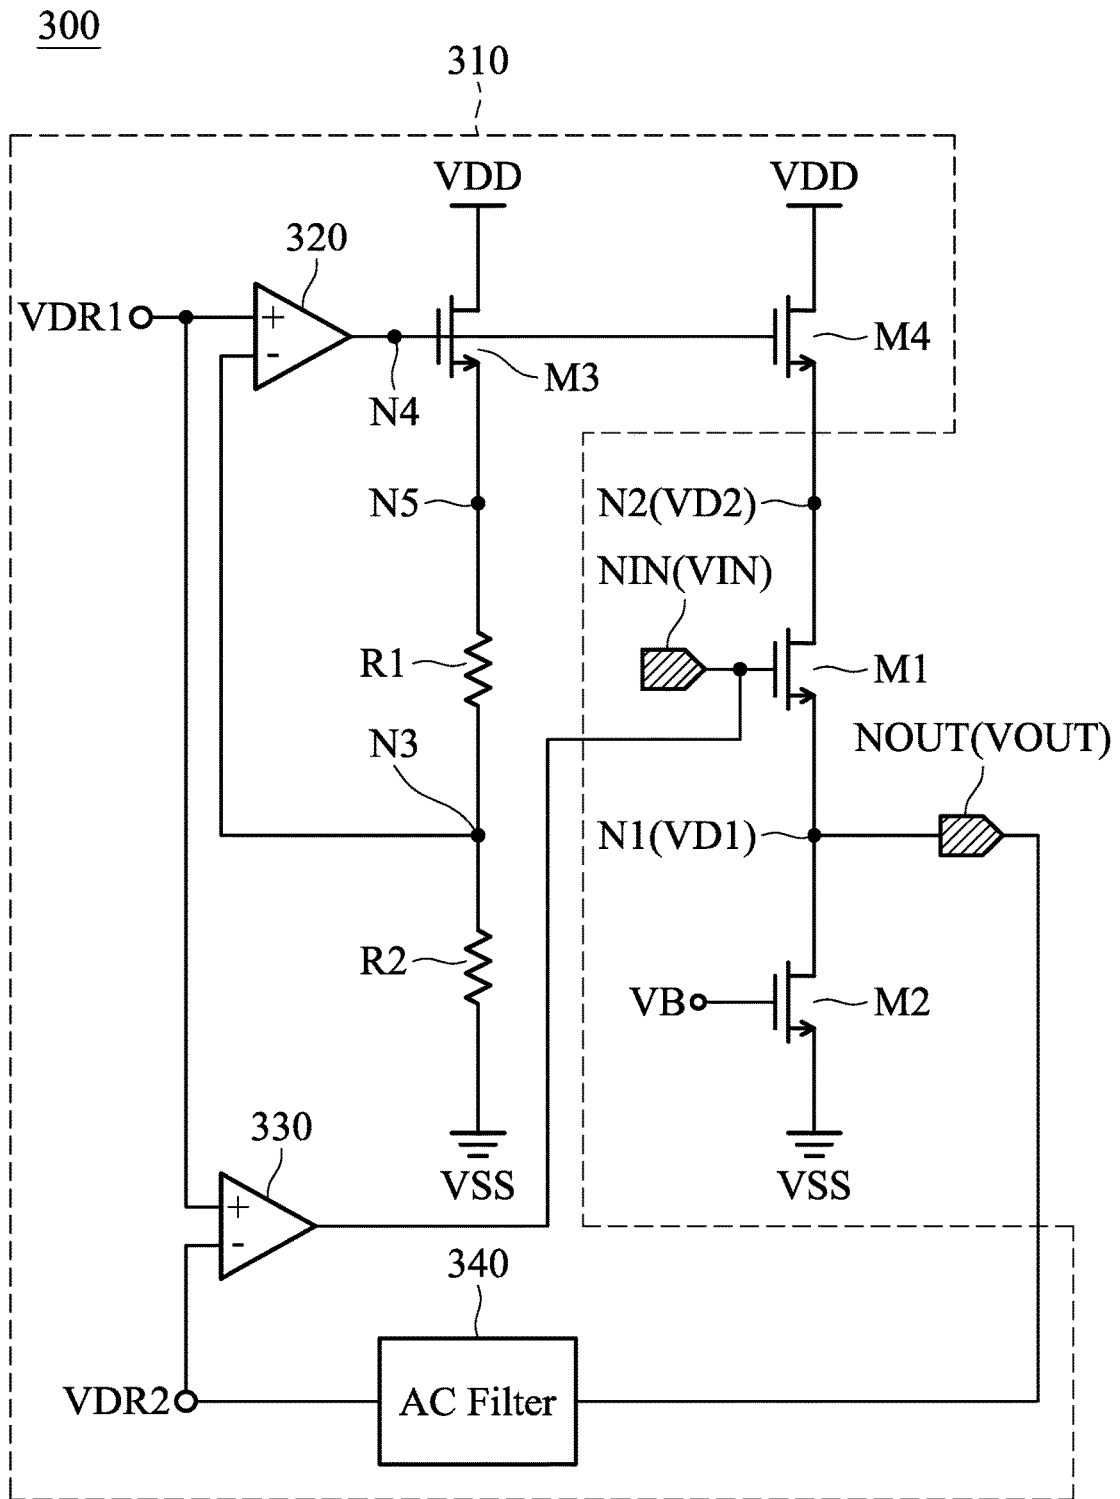 300
310
VDD VDD
320
VDR1
+
-
M4
M3
N4
N5 N2(VD2)
NIN(VIN)
R1 M1
N3 NOUT(VOUT)
N1(VD1)
R2
VB M2
330
VSS VSS
+
-
340
VDR2 AC Filter